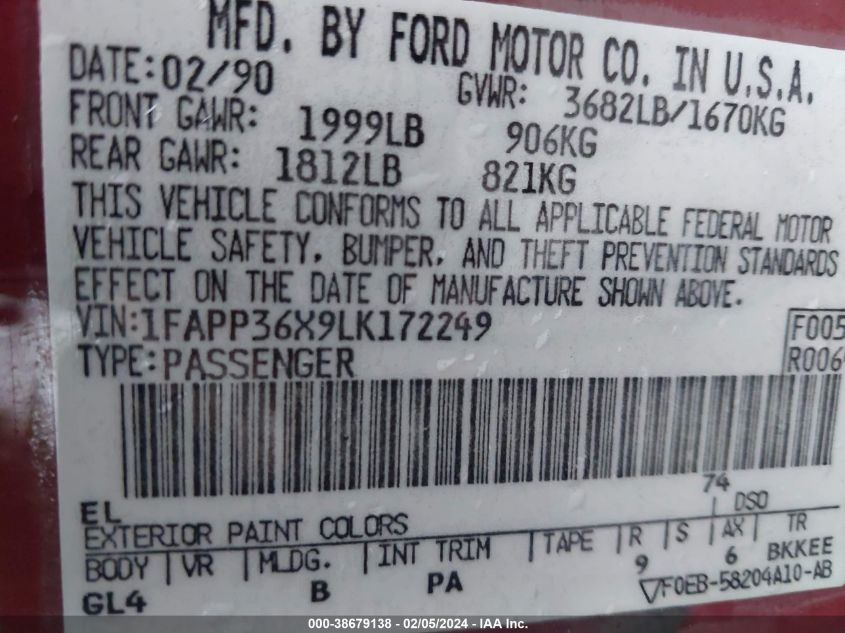 MFD. BY FORD MOTOR CO. IN U.S.A.
DATE: 02/90 GVWR: 3682LB/1670KG
FRONT GAWR: 1999LB 906KG
REAR GAWR: 1812LB 821KG
THIS VEHICLE CONFORMS TO ALL APPLICABLE FEDERAL MOTOR
VEHICLE SAFETY, BUMPER, AND THEFT PREVENTION STANDARDS
EFFECT ON THE DATE OF MANUFACTURE SHOWN ABOVE.
VIN: 1FAPP36X9LK172249 F005
TYPE: PASSENGER R006
EL 74
EXTERIOR PAINT COLORS DSO
BODY VR MLDG. INT TRIM TAPE R S AX TR
GL4 B PA 9 6 BKKEE
F0EB-58204A10-AB
000-38679138 - 02/05/2024 - IAA Inc.